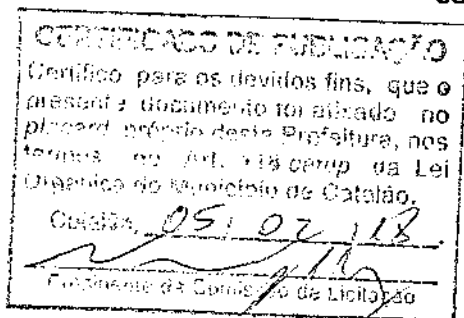 CERTIFICADO DE PUBLICAÇÃO
Certifico para os devidos fins, que o
presente documento foi afixado no
placard próprio desta Prefeitura, nos
termos no Art. 118 caput da Lei
Orgânica do Município de Catalão.
Catalão, 05/02/18.
Presidente da Comissão de Licitação